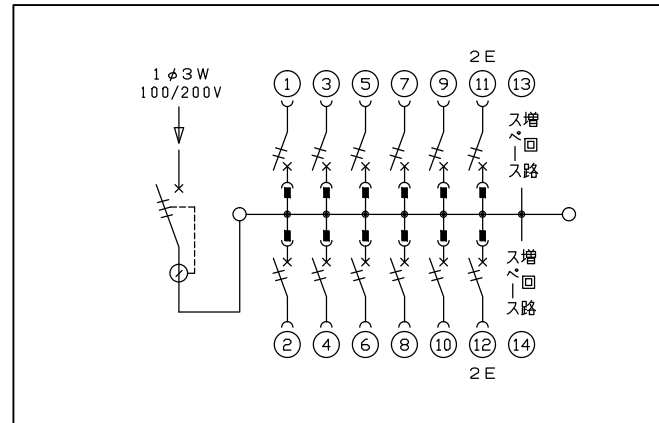 1φ3W
100/200V
2E
① ③ ⑤ ⑦ ⑨ ⑪ ⑬
増回路
スペース
増回路
スペース
② ④ ⑥ ⑧ ⑩ ⑫ ⑭
2E